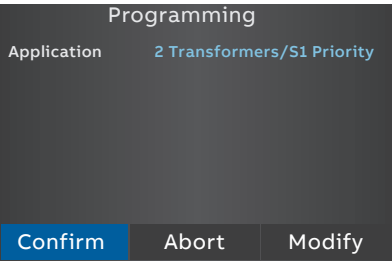 Programming
Application 2 Transformers/S1 Priority
Confirm Abort Modify